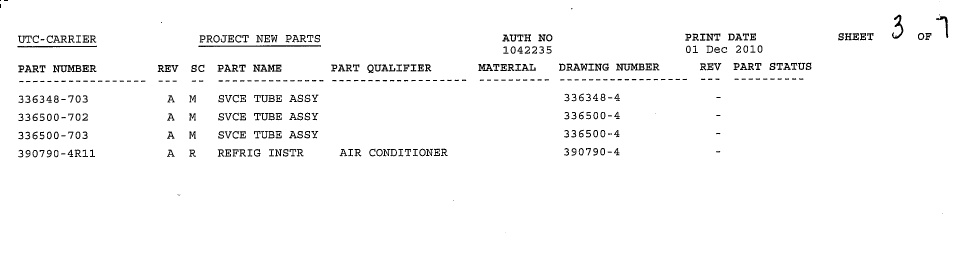 UTC-CARRIER PROJECT NEW PARTS AUTH NO PRINT DATE SHEET 3 OF 7
1042235 01 Dec 2010
PART NUMBER REV SC PART NAME PART QUALIFIER MATERIAL DRAWING NUMBER REV PART STATUS
336348-703 A M SVCE TUBE ASSY 336348-4 -
336500-702 A M SVCE TUBE ASSY 336500-4 -
336500-703 A M SVCE TUBE ASSY 336500-4 -
390790-4R11 A R REFRIG INSTR AIR CONDITIONER 390790-4 -